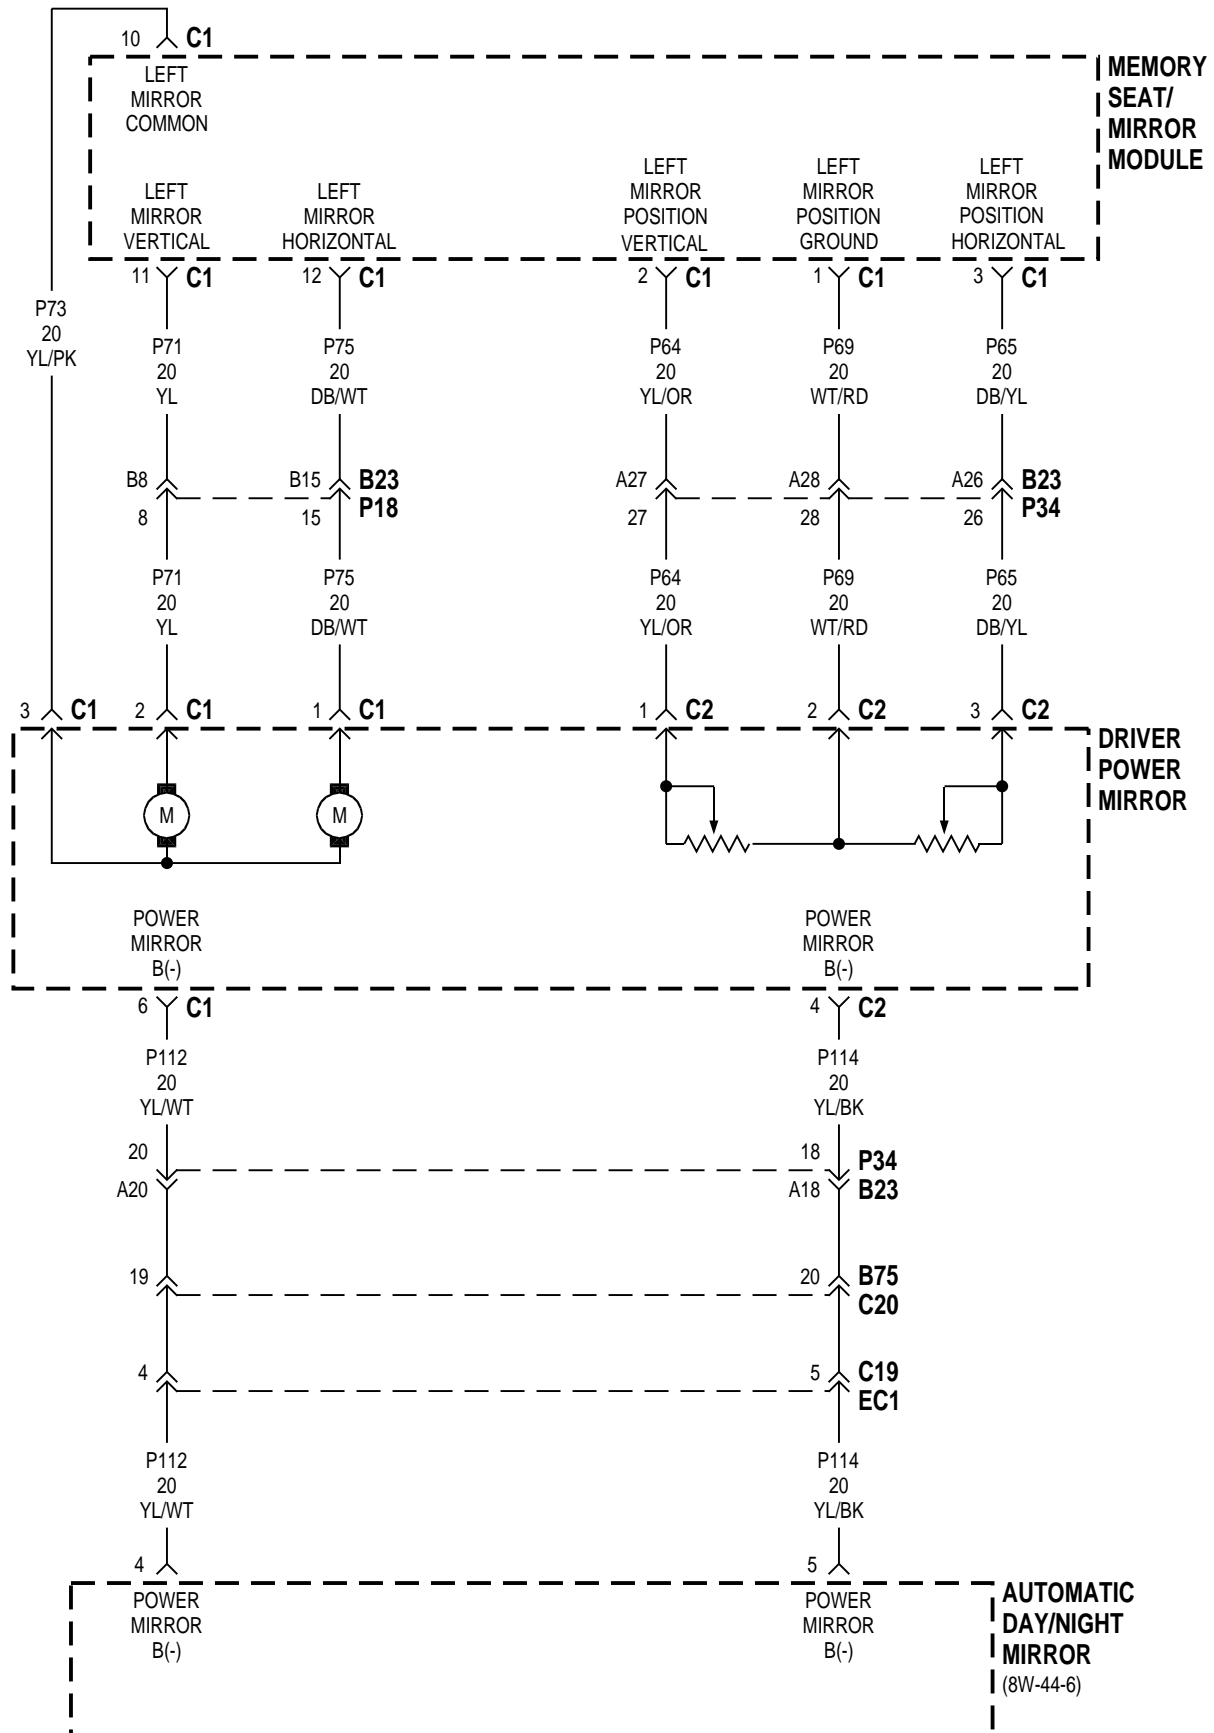 10 C1
LEFT
MIRROR
COMMON
MEMORY
SEAT/
MIRROR
MODULE
LEFT
MIRROR
VERTICAL
LEFT
MIRROR
HORIZONTAL
LEFT
MIRROR
POSITION
VERTICAL
LEFT
MIRROR
POSITION
GROUND
LEFT
MIRROR
POSITION
HORIZONTAL
11 C1 12 C1 2 C1 1 C1 3 C1
P73
20
YL/PK
P71 P75 P64 P69 P65
20 20 20 20 20
YL DB/WT YL/OR WT/RD DB/YL
B8 B15 B23 A27 A28 A26 B23
P18 P34
8 15 27 28 26
P71 P75 P64 P69 P65
20 20 20 20 20
YL DB/WT YL/OR WT/RD DB/YL
3 C1 2 C1 1 C1 1 C2 2 C2 3 C2
DRIVER
POWER
MIRROR
M M
POWER
MIRROR
B(-)
POWER
MIRROR
B(-)
6 C1 4 C2
P112 P114
20 20
YL/WT YL/BK
20 18 P34
A20 A18 B23
19 20 B75
C20
4 5 C19
EC1
P112 P114
20 20
YL/WT YL/BK
4 5
POWER
MIRROR
B(-)
POWER
MIRROR
B(-)
AUTOMATIC
DAY/NIGHT
MIRROR
(8W-44-6)